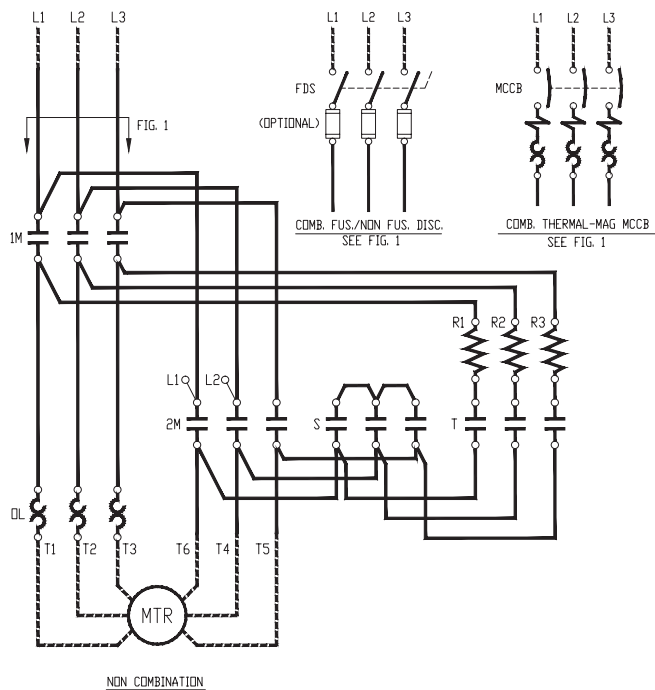 L1 L2 L3
L1 L2 L3
L1 L2 L3
FDS
MCCB
(OPTIONAL)
FIG. 1
COMB. FUS./NON FUS. DISC.
SEE FIG. 1
COMB. THERMAL-MAG MCCB
SEE FIG. 1
1M
R1 R2 R3
L1 L2
2M
S
T
OL
T1 T2 T3 T6 T4 T5
MTR
NON COMBINATION